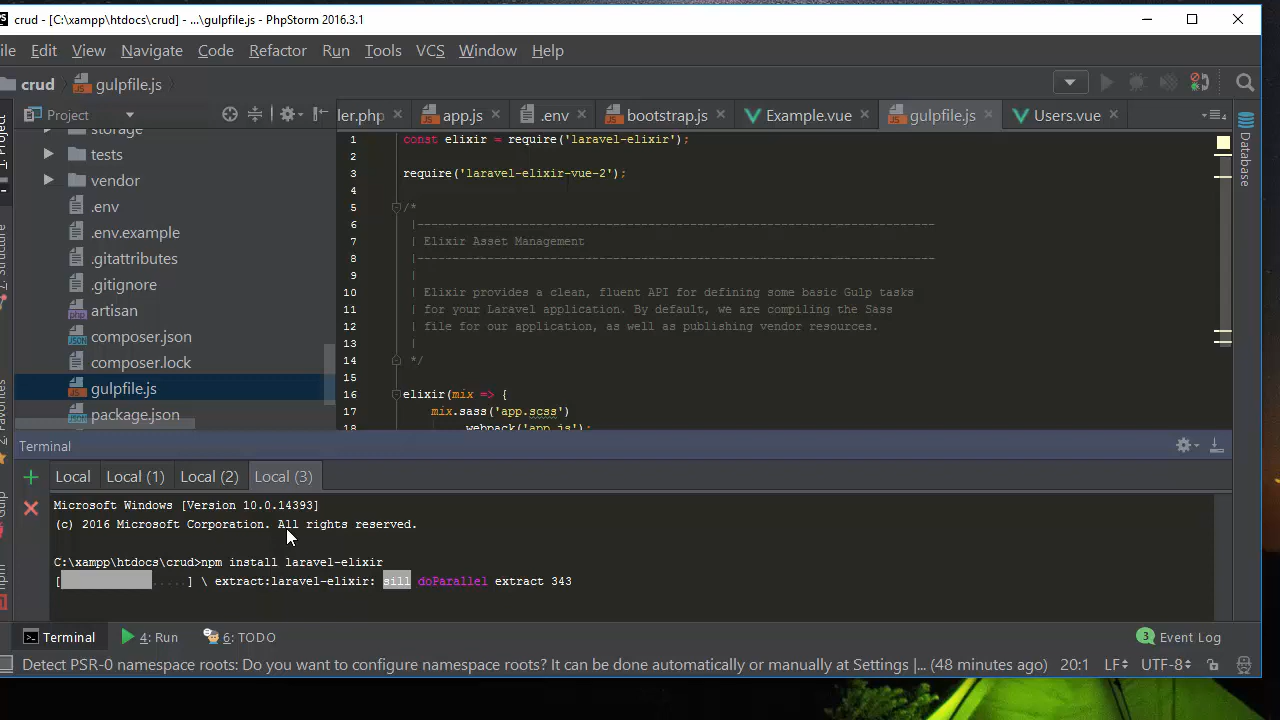 crud - [C:\xampp\htdocs\crud] - ...\gulpfile.js - PhpStorm 2016.3.1
ile Edit View Navigate Code Refactor Run Tools VCS Window Help
crud gulpfile.js
Project
ler.php app.js .env bootstrap.js Example.vue gulpfile.js Users.vue
1: Project
Structure
2: Favorites
Gulp
npm
Database
storage
tests
vendor
.env
.env.example
.gitattributes
.gitignore
artisan
composer.json
composer.lock
gulpfile.js
package.json
1 const elixir = require('laravel-elixir');
2
3 require('laravel-elixir-vue-2');
4
5 /*
6 |--------------------------------------------------------------------------
7 | Elixir Asset Management
8 |--------------------------------------------------------------------------
9 |
10 | Elixir provides a clean, fluent API for defining some basic Gulp tasks
11 | for your Laravel application. By default, we are compiling the Sass
12 | file for our application, as well as publishing vendor resources.
13 |
14 */
15
16 elixir(mix => {
17 mix.sass('app.scss')
18 .webpack('app.js');
Terminal
Local Local (1) Local (2) Local (3)
Microsoft Windows [Version 10.0.14393]
(c) 2016 Microsoft Corporation. All rights reserved.
C:\xampp\htdocs\crud>npm install laravel-elixir
[ .....] \ extract:laravel-elixir: sill doParallel extract 343
Terminal 4: Run 6: TODO 3 Event Log
Detect PSR-0 namespace roots: Do you want to configure namespace roots? It can be done automatically or manually at Settings |... (48 minutes ago) 20:1 LF UTF-8